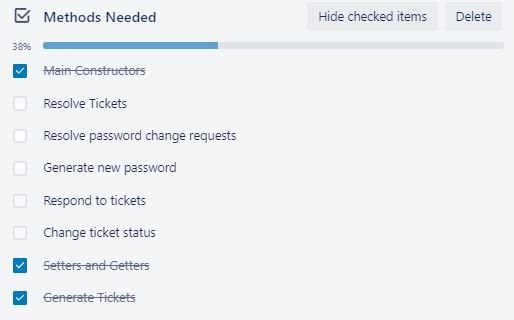 Methods Needed
Hide checked items
Delete
38%
Main Constructors
Resolve Tickets
Resolve password change requests
Generate new password
Respond to tickets
Change ticket status
Setters and Getters
Generate Tickets